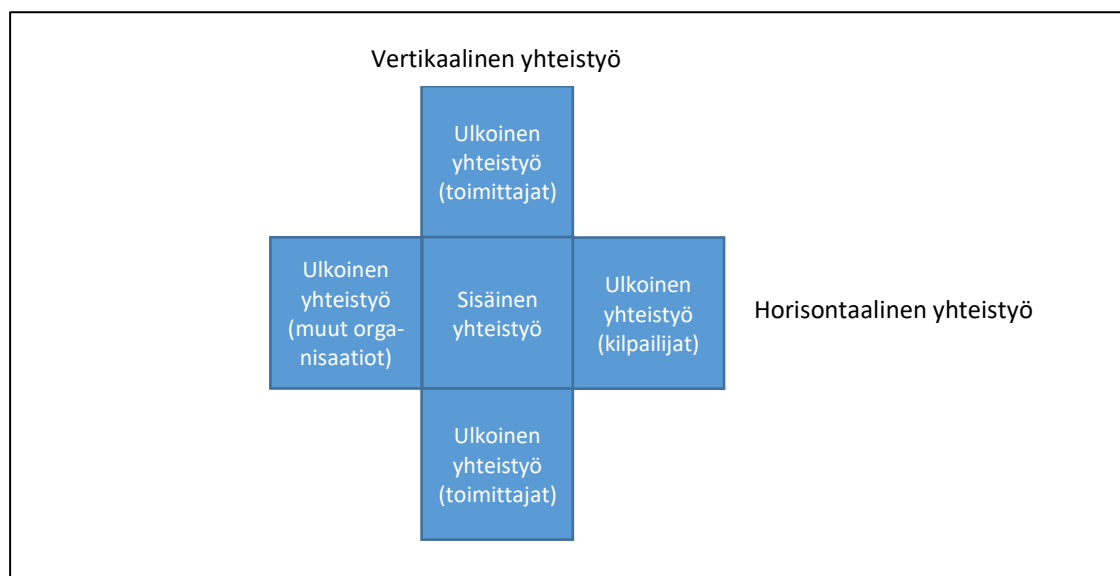 Vertikaalinen yhteistyö
Ulkoinen
yhteistyö
(toimittajat)
Ulkoinen
yhteistyö
(muut orga-
nisaatiot)
Sisäinen
yhteistyö
Ulkoinen
yhteistyö
(kilpailijat)
Horisontaalinen yhteistyö
Ulkoinen
yhteistyö
(toimittajat)